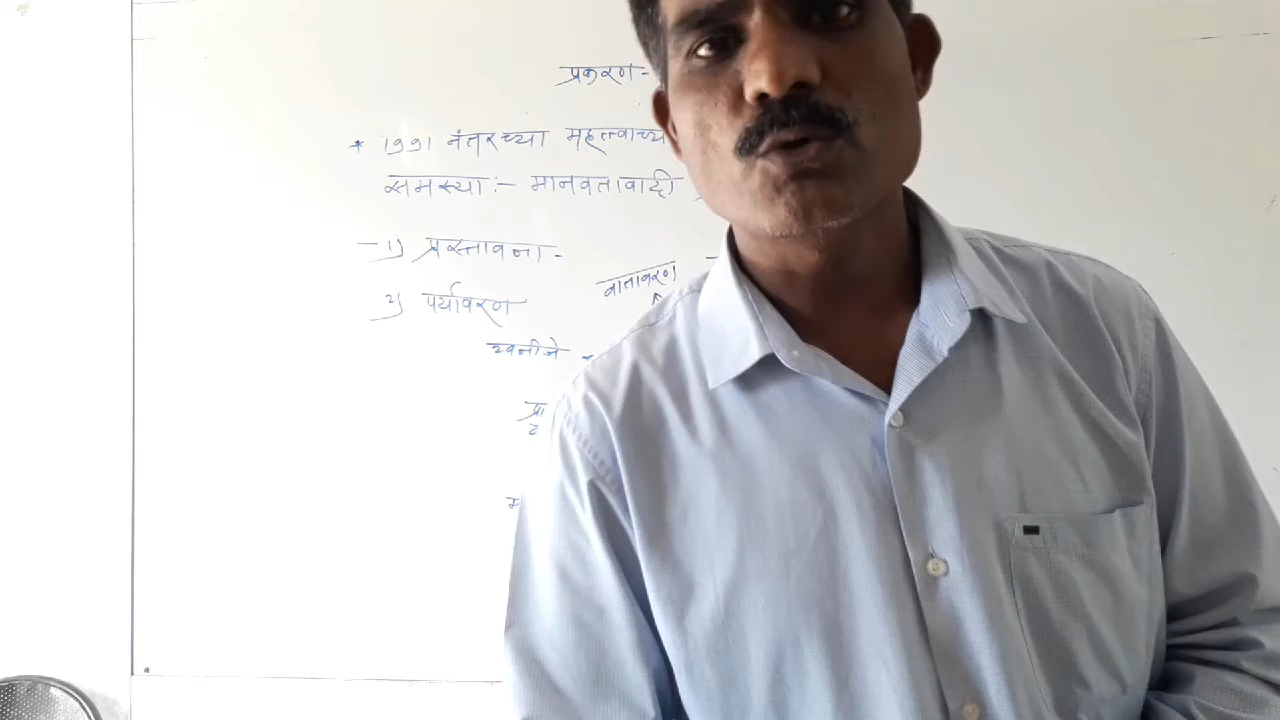 प्रकरण -
* १९९१ नंतरच्या महत्त्वाच्या
समस्या :- मानवतावादी
- १) प्रस्तावना -
वातावरण
२) पर्यावरण
खनीजे
प्रा